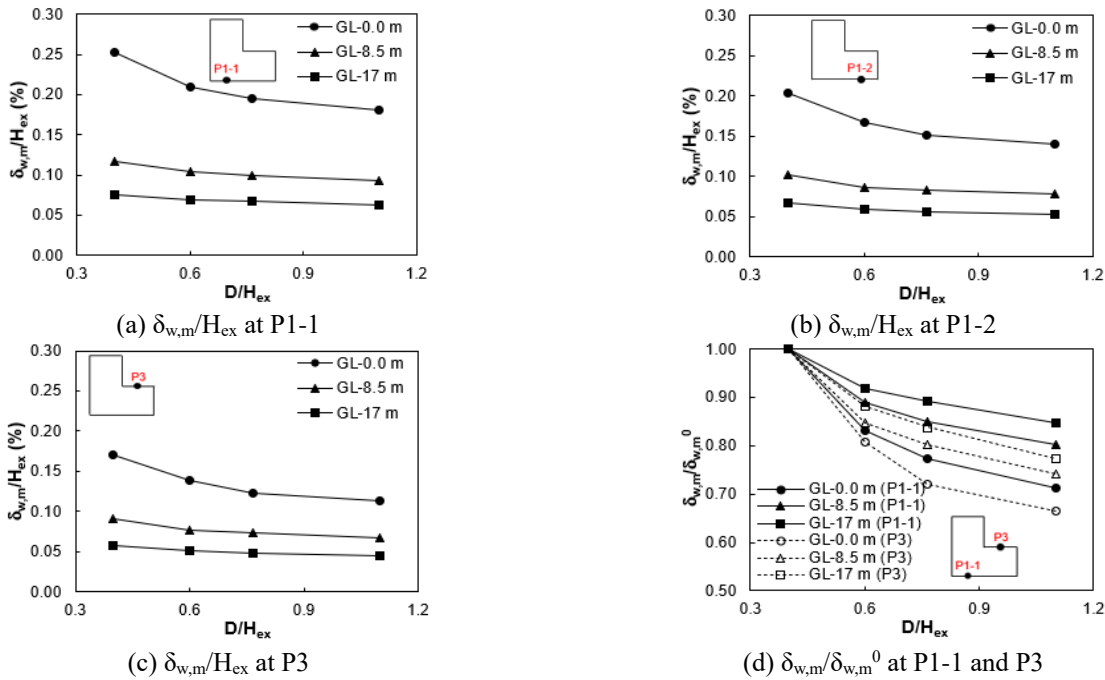 0.30
0.25
0.20
0.15
0.10
0.05
0.00
δw,m/Hex (%)
P1-1
GL-0.0 m
GL-8.5 m
GL-17 m
0.3 0.6 0.9 1.2
D/Hex
(a) δw,m/Hex at P1-1
0.30
0.25
0.20
0.15
0.10
0.05
0.00
δw,m/Hex (%)
P1-2
GL-0.0 m
GL-8.5 m
GL-17 m
0.3 0.6 0.9 1.2
D/Hex
(b) δw,m/Hex at P1-2
0.30
0.25
0.20
0.15
0.10
0.05
0.00
δw,m/Hex (%)
P3
GL-0.0 m
GL-8.5 m
GL-17 m
0.3 0.6 0.9 1.2
D/Hex
(c) δw,m/Hex at P3
1.00
0.90
0.80
0.70
0.60
0.50
δw,m/δw,m⁰
GL-0.0 m (P1-1)
GL-8.5 m (P1-1)
GL-17 m (P1-1)
GL-0.0 m (P3)
GL-8.5 m (P3)
GL-17 m (P3)
P3
P1-1
0.3 0.6 0.9 1.2
D/Hex
(d) δw,m/δw,m⁰ at P1-1 and P3